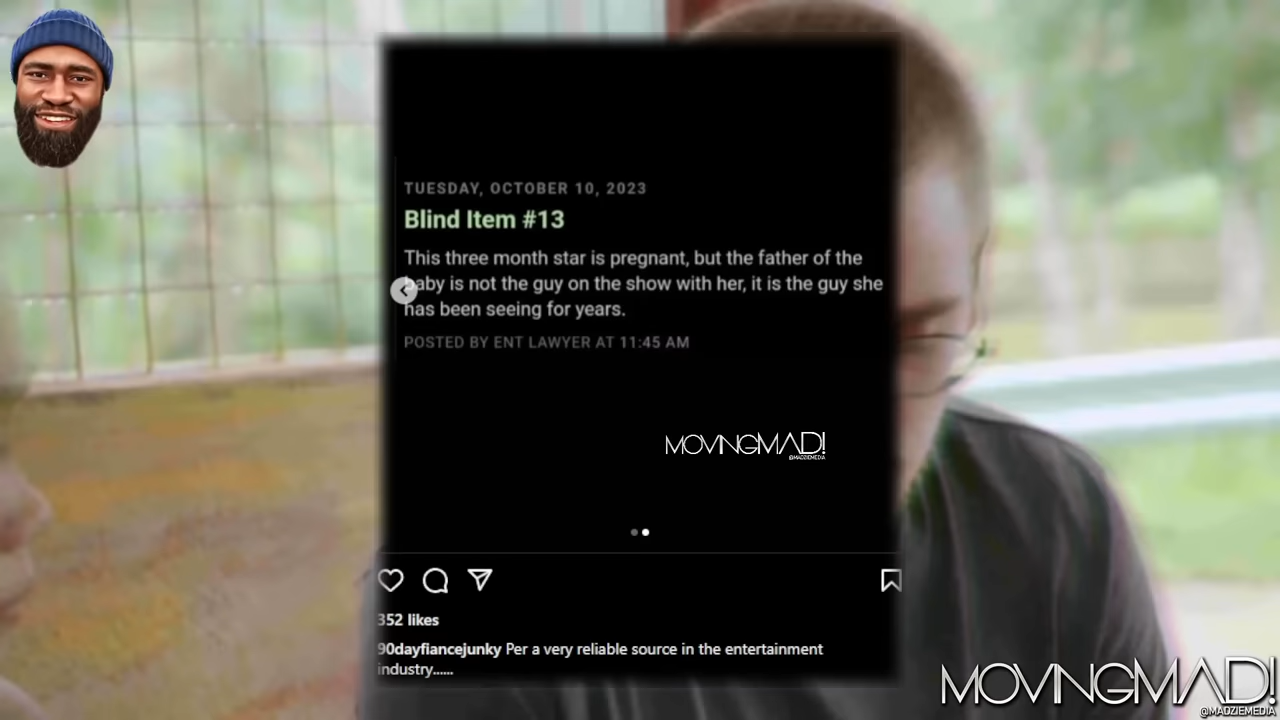 TUESDAY, OCTOBER 10, 2023
Blind Item #13
This three month star is pregnant, but the father of the
baby is not the guy on the show with her, it is the guy she
has been seeing for years.
POSTED BY ENT LAWYER AT 11:45 AM
MOVINGMAD!
@MADZIEMEDIA
352 likes
90dayfiancejunky Per a very reliable source in the entertainment
industry......
MOVINGMAD!
@MADZIEMEDIA